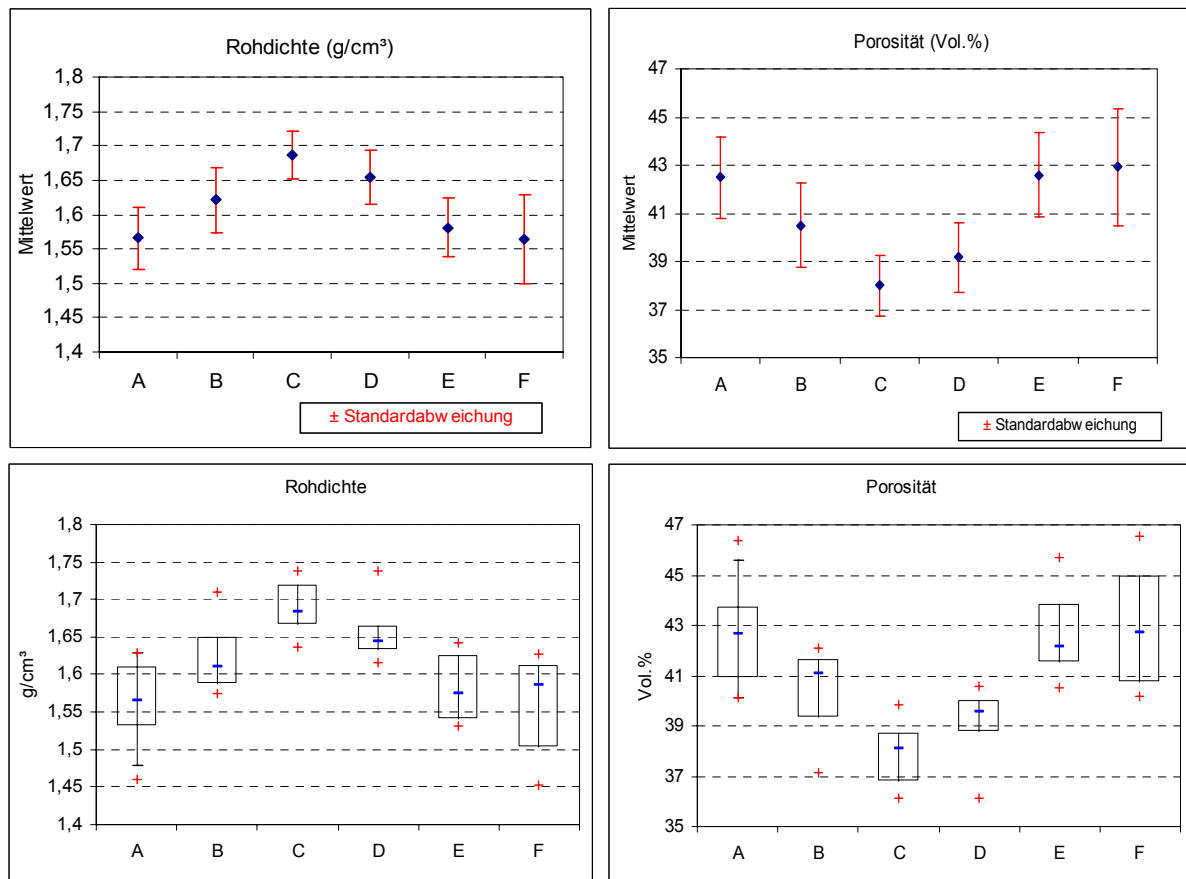 Rohdichte (g/cm³)
Mittelwert
1,8
1,75
1,7
1,65
1,6
1,55
1,5
1,45
1,4
A B C D E F
± Standardabweichung
Porosität (Vol.%)
Mittelwert
47
45
43
41
39
37
35
A B C D E F
± Standardabweichung
Rohdichte
g/cm³
1,8
1,75
1,7
1,65
1,6
1,55
1,5
1,45
1,4
A B C D E F
Porosität
Vol.%
47
45
43
41
39
37
35
A B C D E F